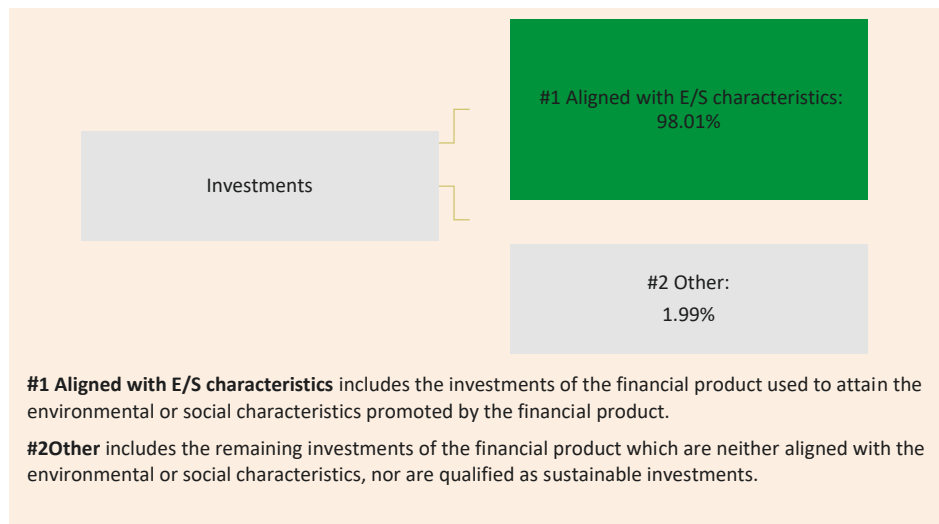 #1 Aligned with E/S characteristics:
98.01%
Investments
#2 Other:
1.99%
#1 Aligned with E/S characteristics includes the investments of the financial product used to attain the
environmental or social characteristics promoted by the financial product.
#2Other includes the remaining investments of the financial product which are neither aligned with the
environmental or social characteristics, nor are qualified as sustainable investments.